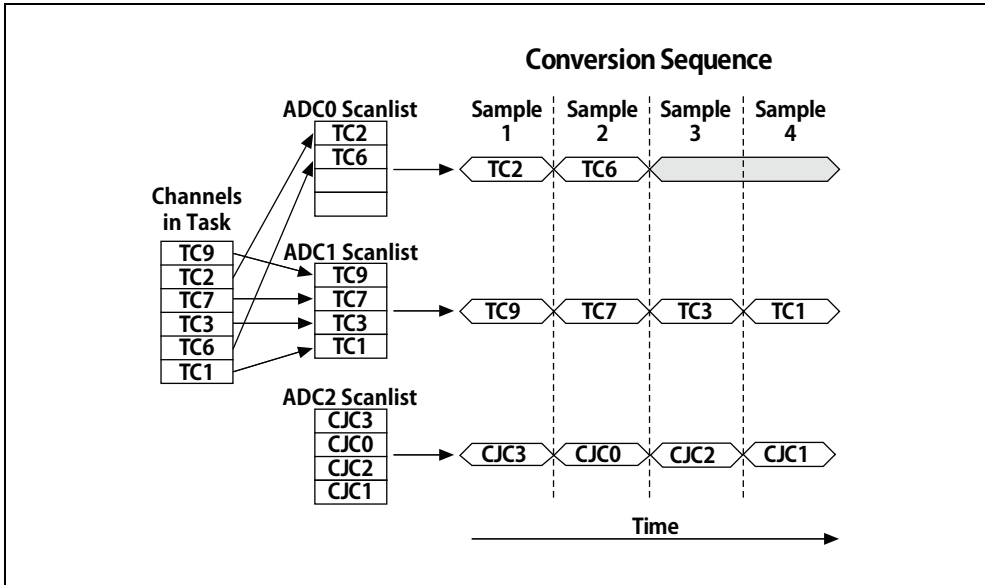 Conversion Sequence
Sample 1
Sample 2
Sample 3
Sample 4
ADC0 Scanlist
TC2
TC6
TC2
TC6
Channels in Task
TC9
TC2
TC7
TC3
TC6
TC1
ADC1 Scanlist
TC9
TC7
TC3
TC1
TC9
TC7
TC3
TC1
ADC2 Scanlist
CJC3
CJC0
CJC2
CJC1
CJC3
CJC0
CJC2
CJC1
Time